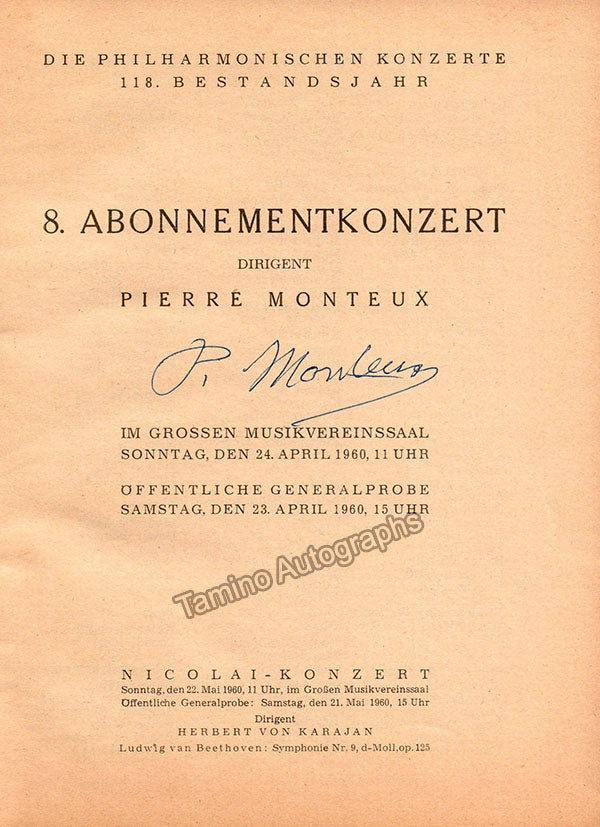 DIE PHILHARMONISCHEN KONZERTE
118. BESTANDSJAHR
8. ABONNEMENTKONZERT
DIRIGENT
PIERRE MONTEUX
P. Monteux
IM GROSSEN MUSIKVEREINSSAAL
SONNTAG, DEN 24. APRIL 1960, 11 UHR
ÖFFENTLICHE GENERALPROBE
SAMSTAG, DEN 23. APRIL 1960, 15 UHR
Tamino Autographs
NICOLAI-KONZERT
Sonntag, den 22. Mai 1960, 11 Uhr, im Großen Musikvereinssaal
Öffentliche Generalprobe: Samstag, den 21. Mai 1960, 15 Uhr
Dirigent
HERBERT VON KARAJAN
Ludwig van Beethoven: Symphonie Nr. 9, d-Moll, op. 125